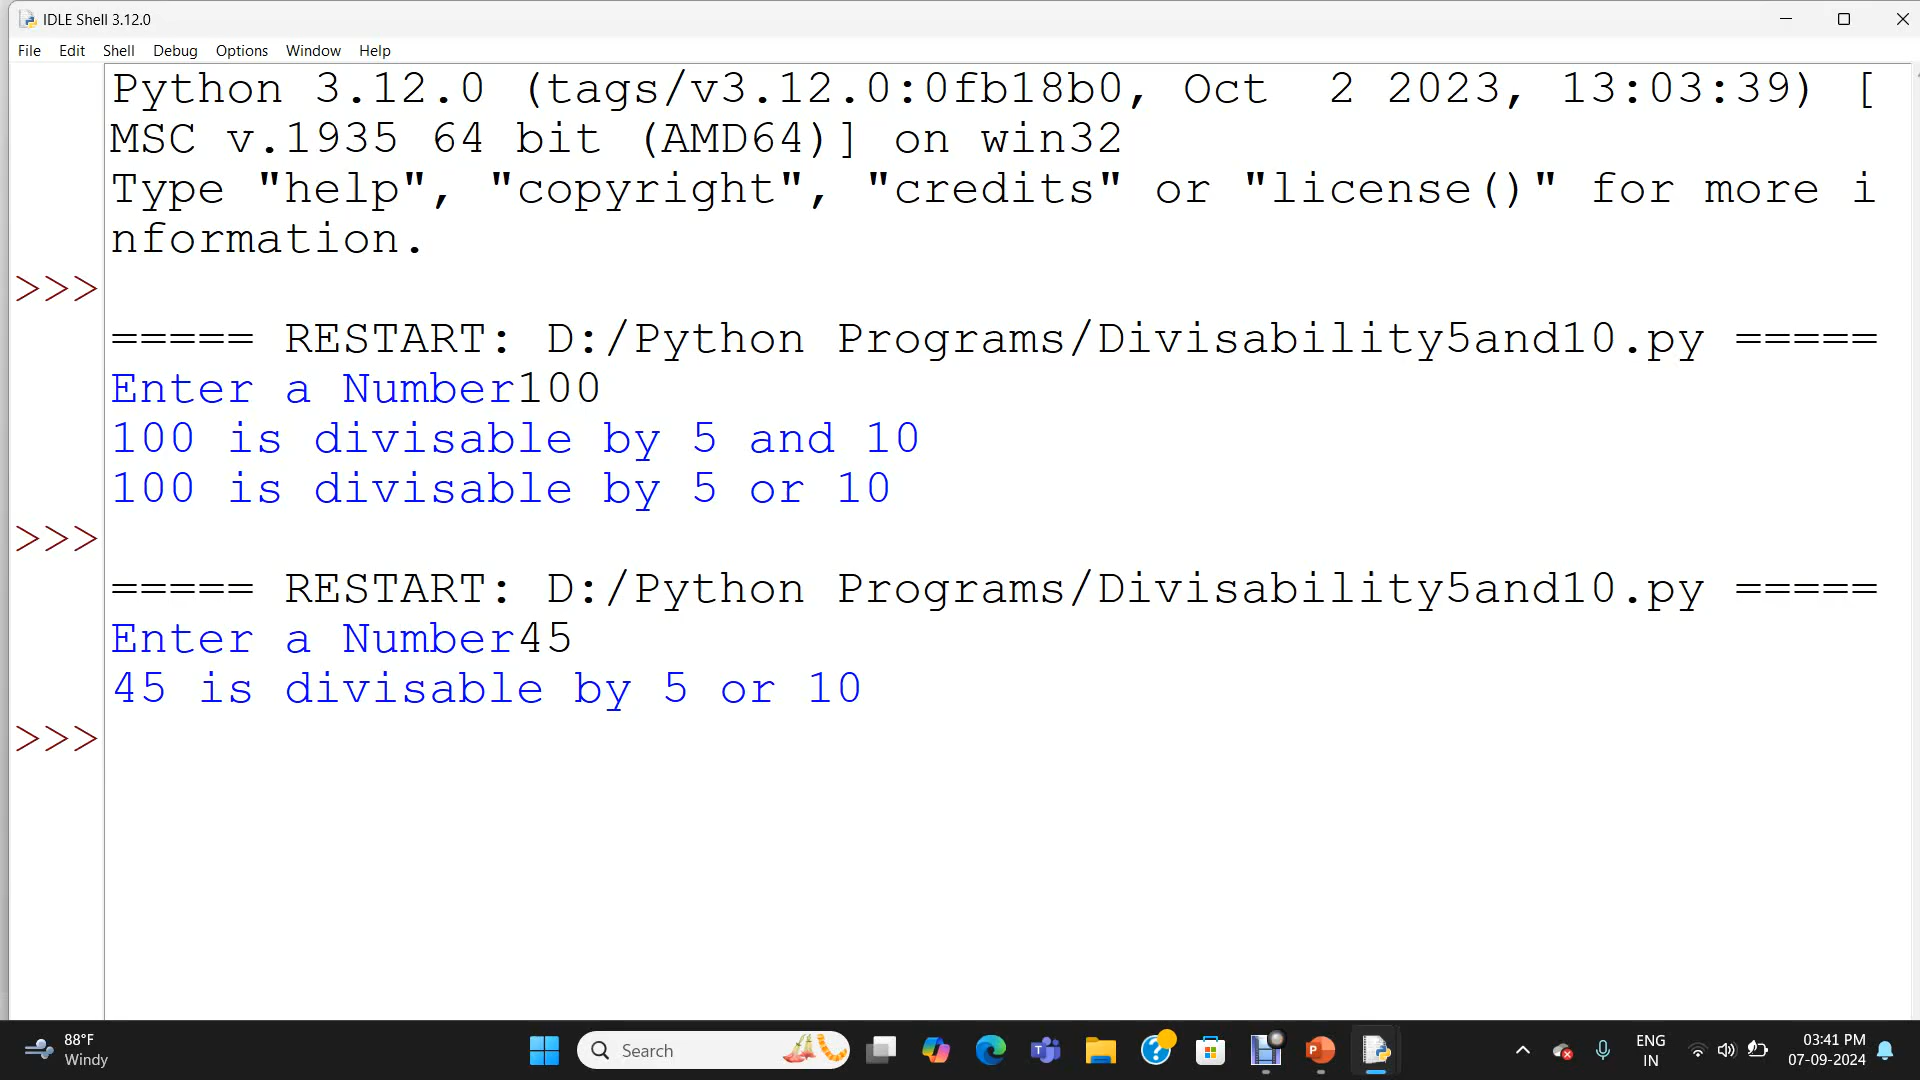 IDLE Shell 3.12.0
File Edit Shell Debug Options Window Help
Python 3.12.0 (tags/v3.12.0:0fb18b0, Oct  2 2023, 13:03:39) [
MSC v.1935 64 bit (AMD64)] on win32
Type "help", "copyright", "credits" or "license()" for more i
nformation.
>>>
===== RESTART: D:/Python Programs/Divisability5and10.py =====
Enter a Number100
100 is divisable by 5 and 10
100 is divisable by 5 or 10
>>>
===== RESTART: D:/Python Programs/Divisability5and10.py =====
Enter a Number45
45 is divisable by 5 or 10
>>>
88°F
Windy
Search
ENG
IN
03:41 PM
07-09-2024